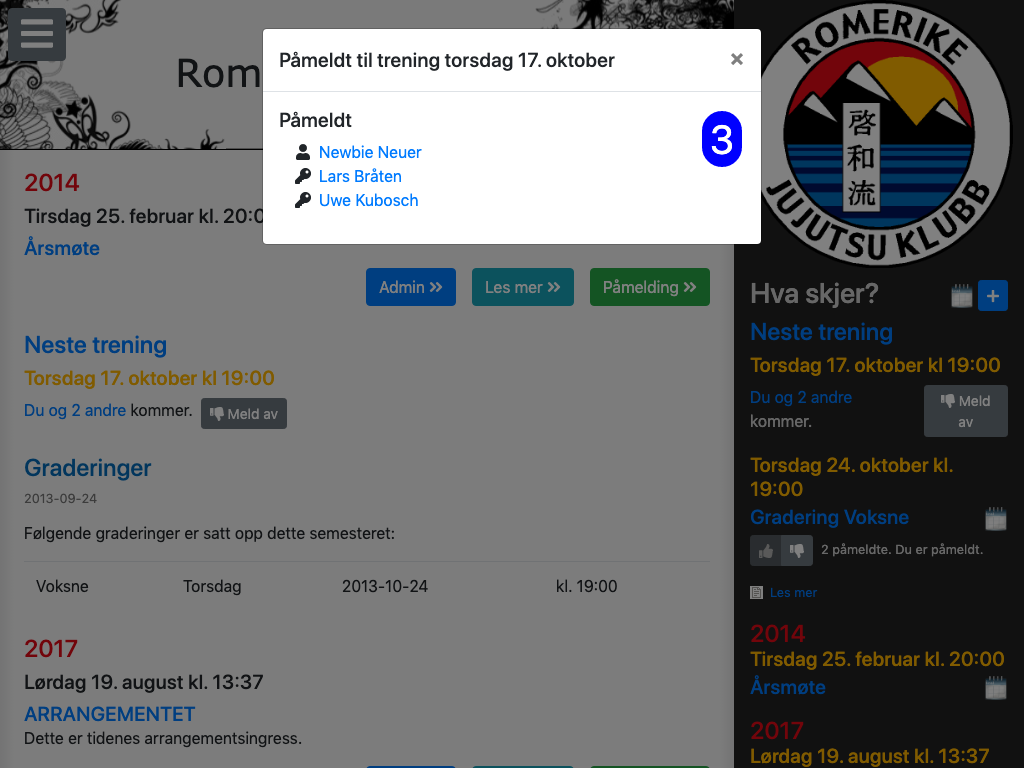 Rom
Påmeldt til trening torsdag 17. oktober
×
Påmeldt
Newbie Neuer
Lars Bråten
Uwe Kubosch
3
2014
Tirsdag 25. februar kl. 20:0
Årsmøte
Admin »
Les mer »
Påmelding »
Neste trening
Torsdag 17. oktober kl 19:00
Du og 2 andre kommer.
Meld av
Graderinger
2013-09-24
Følgende graderinger er satt opp dette semesteret:
Voksne Torsdag 2013-10-24 kl. 19:00
2017
Lørdag 19. august kl. 13:37
ARRANGEMENTET
Dette er tidenes arrangementsingress.
ROMERIKE
啓和流
JUJUTSU KLUBB
Hva skjer?
+
Neste trening
Torsdag 17. oktober kl 19:00
Du og 2 andre
kommer.
Meld
av
Torsdag 24. oktober kl.
19:00
Gradering Voksne
2 påmeldte. Du er påmeldt.
Les mer
2014
Tirsdag 25. februar kl. 20:00
Årsmøte
2017
Lørdag 19. august kl. 13:37